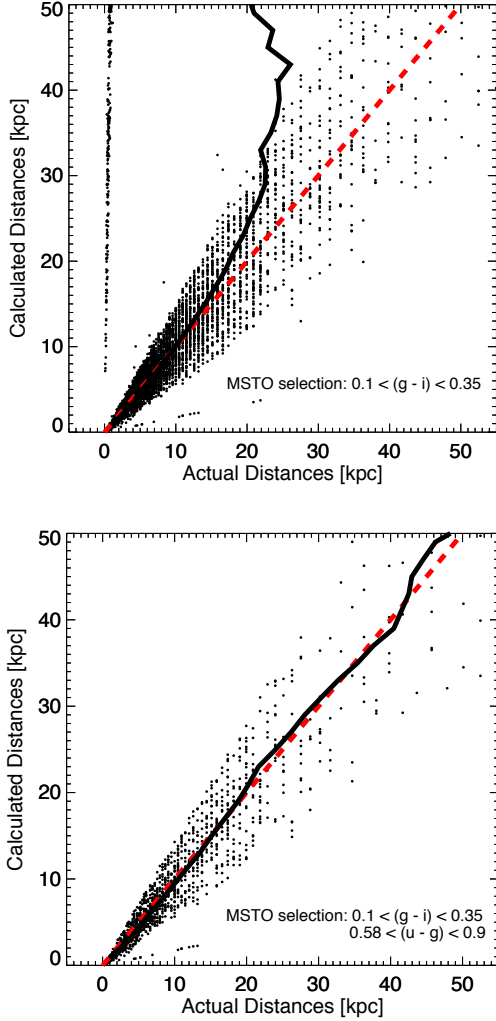 50
40
30
20
10
0
Calculated Distances [kpc]
MSTO selection: 0.1 < (g - i) < 0.35
0 10 20 30 40 50
Actual Distances [kpc]
50
40
30
20
10
0
Calculated Distances [kpc]
MSTO selection: 0.1 < (g - i) < 0.35
0.58 < (u - g) < 0.9
0 10 20 30 40 50
Actual Distances [kpc]